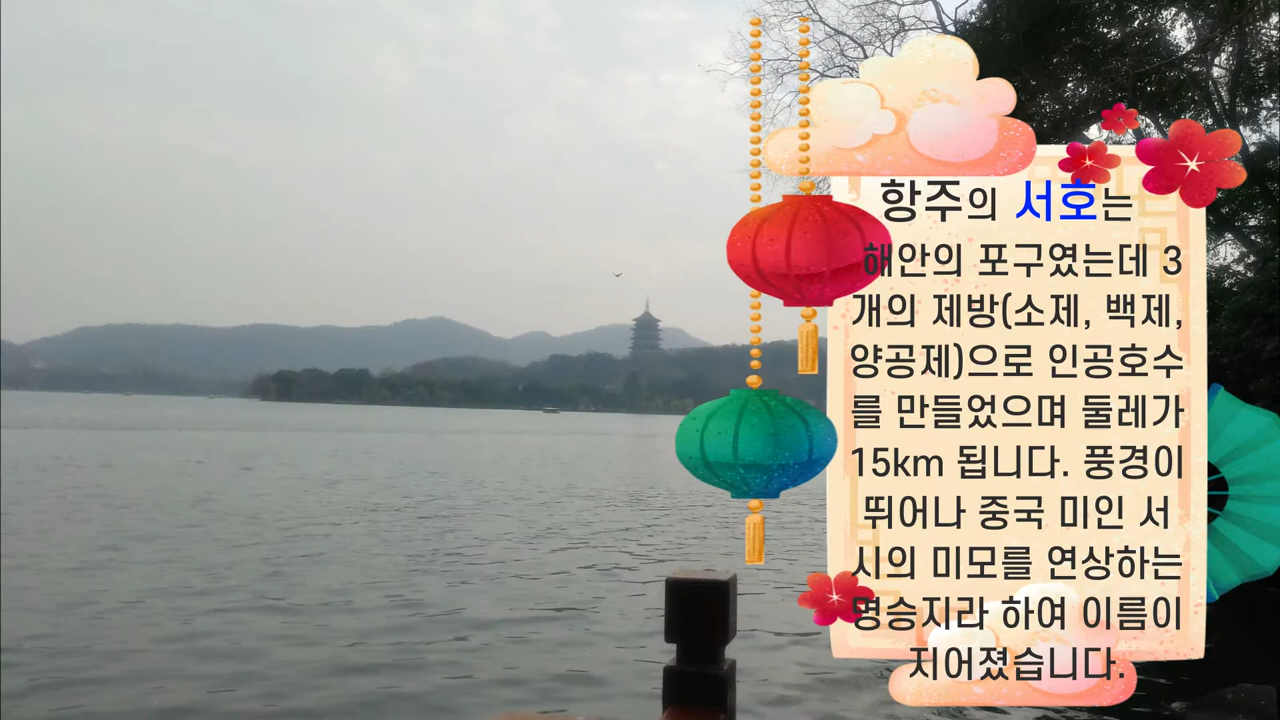 항주의 서호는
해안의 포구였는데 3
개의 제방(소제, 백제,
양공제)으로 인공호수
를 만들었으며 둘레가
15km 됩니다. 풍경이
뛰어나 중국 미인 서
시의 미모를 연상하는
명승지라 하여 이름이
지어졌습니다.